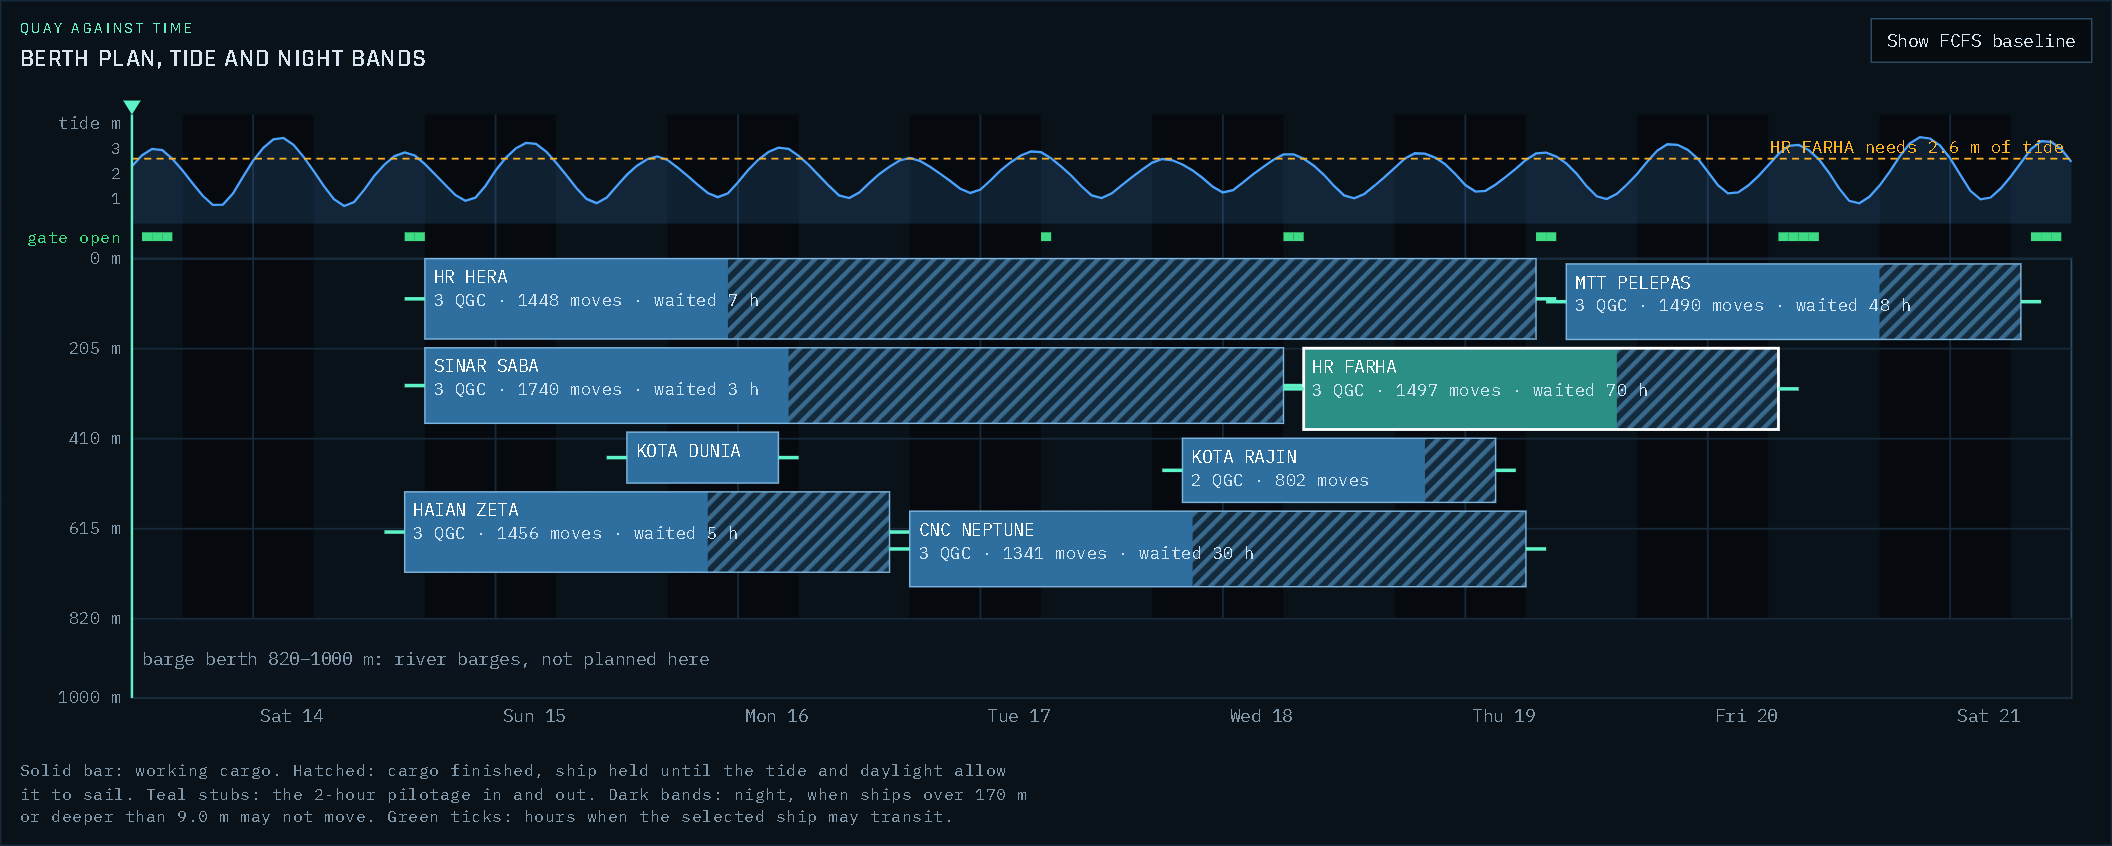 QUAY AGAINST TIME
BERTH PLAN, TIDE AND NIGHT BANDS
Show FCFS baseline
tide m
3
2
1
HR FARHA needs 2.6 m of tide
gate open
0 m
205 m
410 m
615 m
820 m
1000 m
HR HERA
3 QGC · 1448 moves · waited 7 h
MTT PELEPAS
3 QGC · 1490 moves · waited 48 h
SINAR SABA
3 QGC · 1740 moves · waited 3 h
HR FARHA
3 QGC · 1497 moves · waited 70 h
KOTA DUNIA
KOTA RAJIN
2 QGC · 802 moves
HAIAN ZETA
3 QGC · 1456 moves · waited 5 h
CNC NEPTUNE
3 QGC · 1341 moves · waited 30 h
barge berth 820–1000 m: river barges, not planned here
Sat 14
Sun 15
Mon 16
Tue 17
Wed 18
Thu 19
Fri 20
Sat 21
Solid bar: working cargo. Hatched: cargo finished, ship held until the tide and daylight allow
it to sail. Teal stubs: the 2-hour pilotage in and out. Dark bands: night, when ships over 170 m
or deeper than 9.0 m may not move. Green ticks: hours when the selected ship may transit.